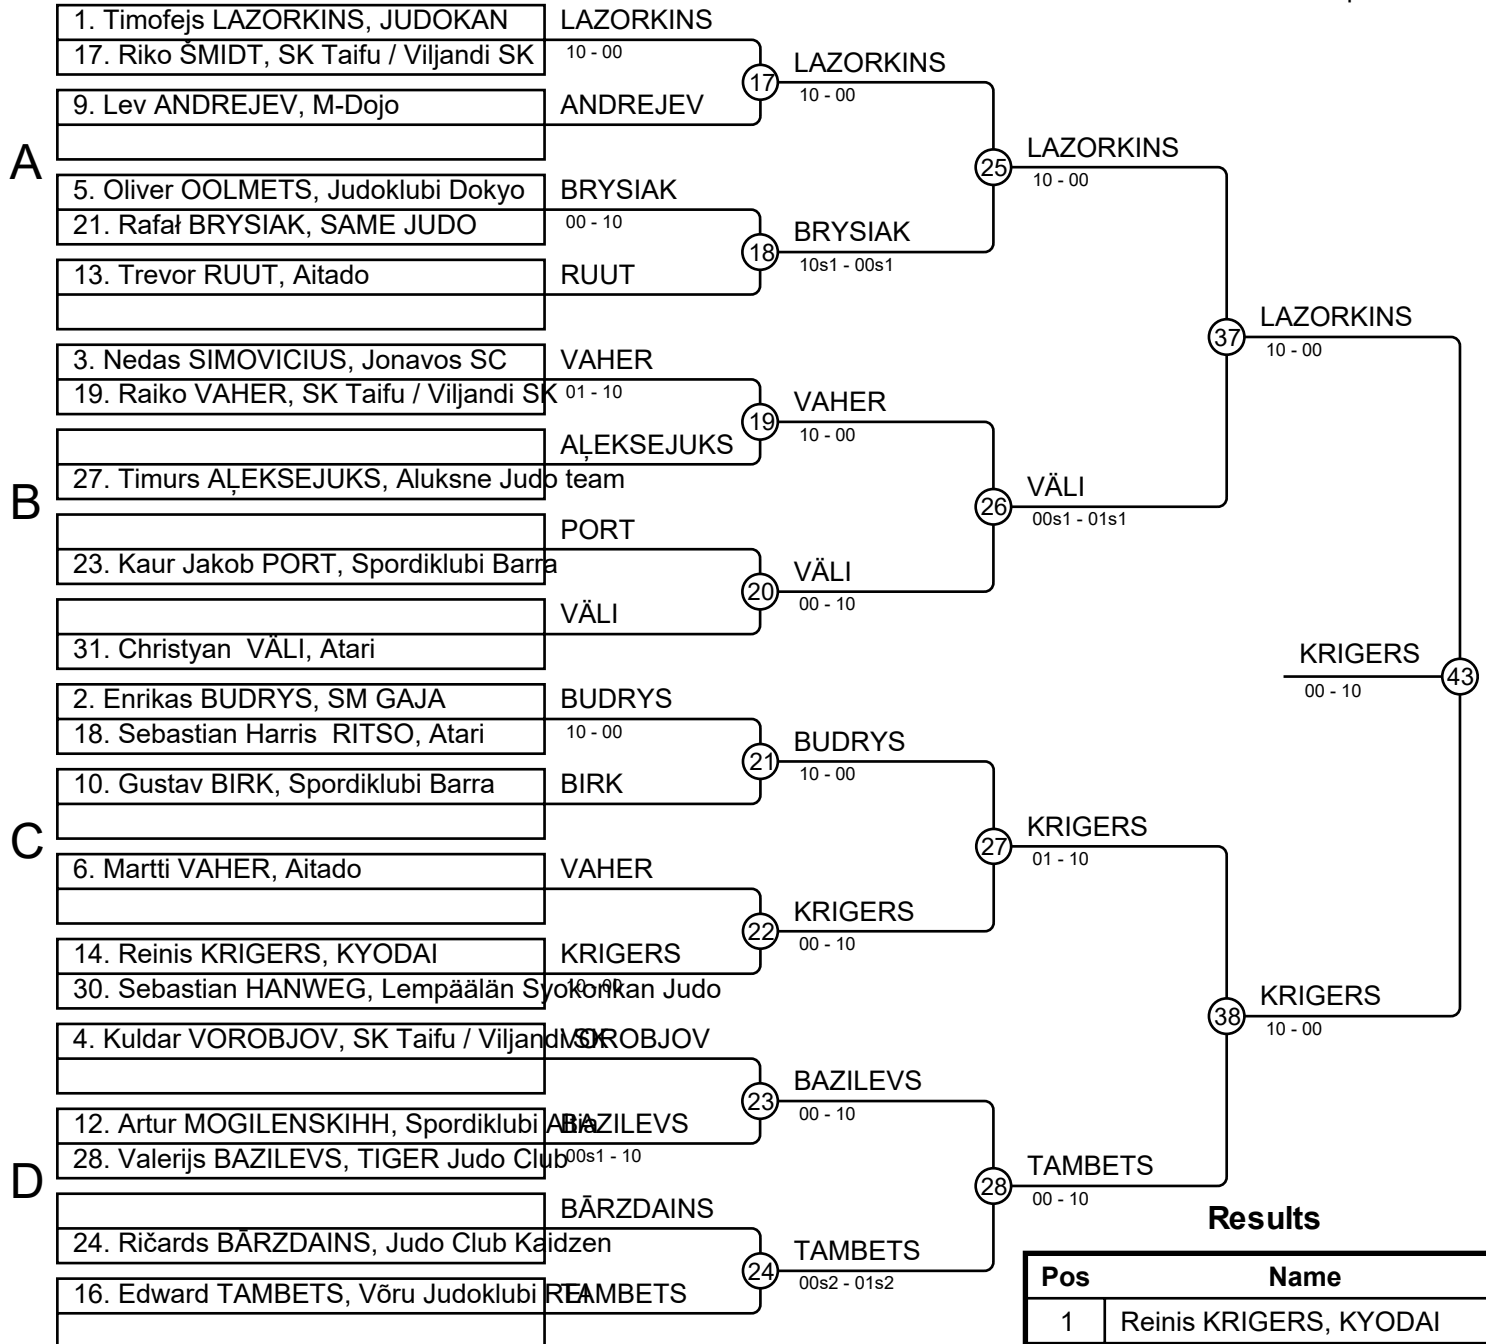 1. Timofejs LAZORKINS, JUDOKAN
LAZORKINS
17. Riko ŠMIDT, SK Taifu / Viljandi SK
10 - 00
17
LAZORKINS
10 - 00
9. Lev ANDREJEV, M-Dojo
ANDREJEV
A
25
LAZORKINS
10 - 00
5. Oliver OOLMETS, Judoklubi Dokyo
BRYSIAK
21. Rafał BRYSIAK, SAME JUDO
00 - 10
18
BRYSIAK
10s1 - 00s1
13. Trevor RUUT, Aitado
RUUT
37
LAZORKINS
10 - 00
3. Nedas SIMOVICIUS, Jonavos SC
VAHER
19. Raiko VAHER, SK Taifu / Viljandi SK
01 - 10
19
VAHER
10 - 00
AĻEKSEJUKS
27. Timurs AĻEKSEJUKS, Aluksne Judo team
B
26
VÄLI
00s1 - 01s1
PORT
23. Kaur Jakob PORT, Spordiklubi Barra
20
VÄLI
00 - 10
VÄLI
31. Christyan VÄLI, Atari
KRIGERS
00 - 10
43
2. Enrikas BUDRYS, SM GAJA
BUDRYS
18. Sebastian Harris RITSO, Atari
10 - 00
21
BUDRYS
10 - 00
10. Gustav BIRK, Spordiklubi Barra
BIRK
C
27
KRIGERS
01 - 10
6. Martti VAHER, Aitado
VAHER
22
KRIGERS
00 - 10
14. Reinis KRIGERS, KYODAI
KRIGERS
30. Sebastian HANWEG, Lempäälän Syokonkan Judo
10 - 00
38
KRIGERS
10 - 00
4. Kuldar VOROBJOV, SK Taifu / Viljandi SK
VOROBJOV
23
BAZILEVS
00 - 10
12. Artur MOGILENSKIHH, Spordiklubi Altia
BAZILEVS
28. Valerijs BAZILEVS, TIGER Judo Club
00s1 - 10
D
28
TAMBETS
00 - 10
BĀRZDAINS
24. Ričards BĀRZDAINS, Judo Club Kaidzen
24
TAMBETS
00s2 - 01s2
16. Edward TAMBETS, Võru Judoklubi REI
TAMBETS
Results
Pos Name
1 Reinis KRIGERS, KYODAI